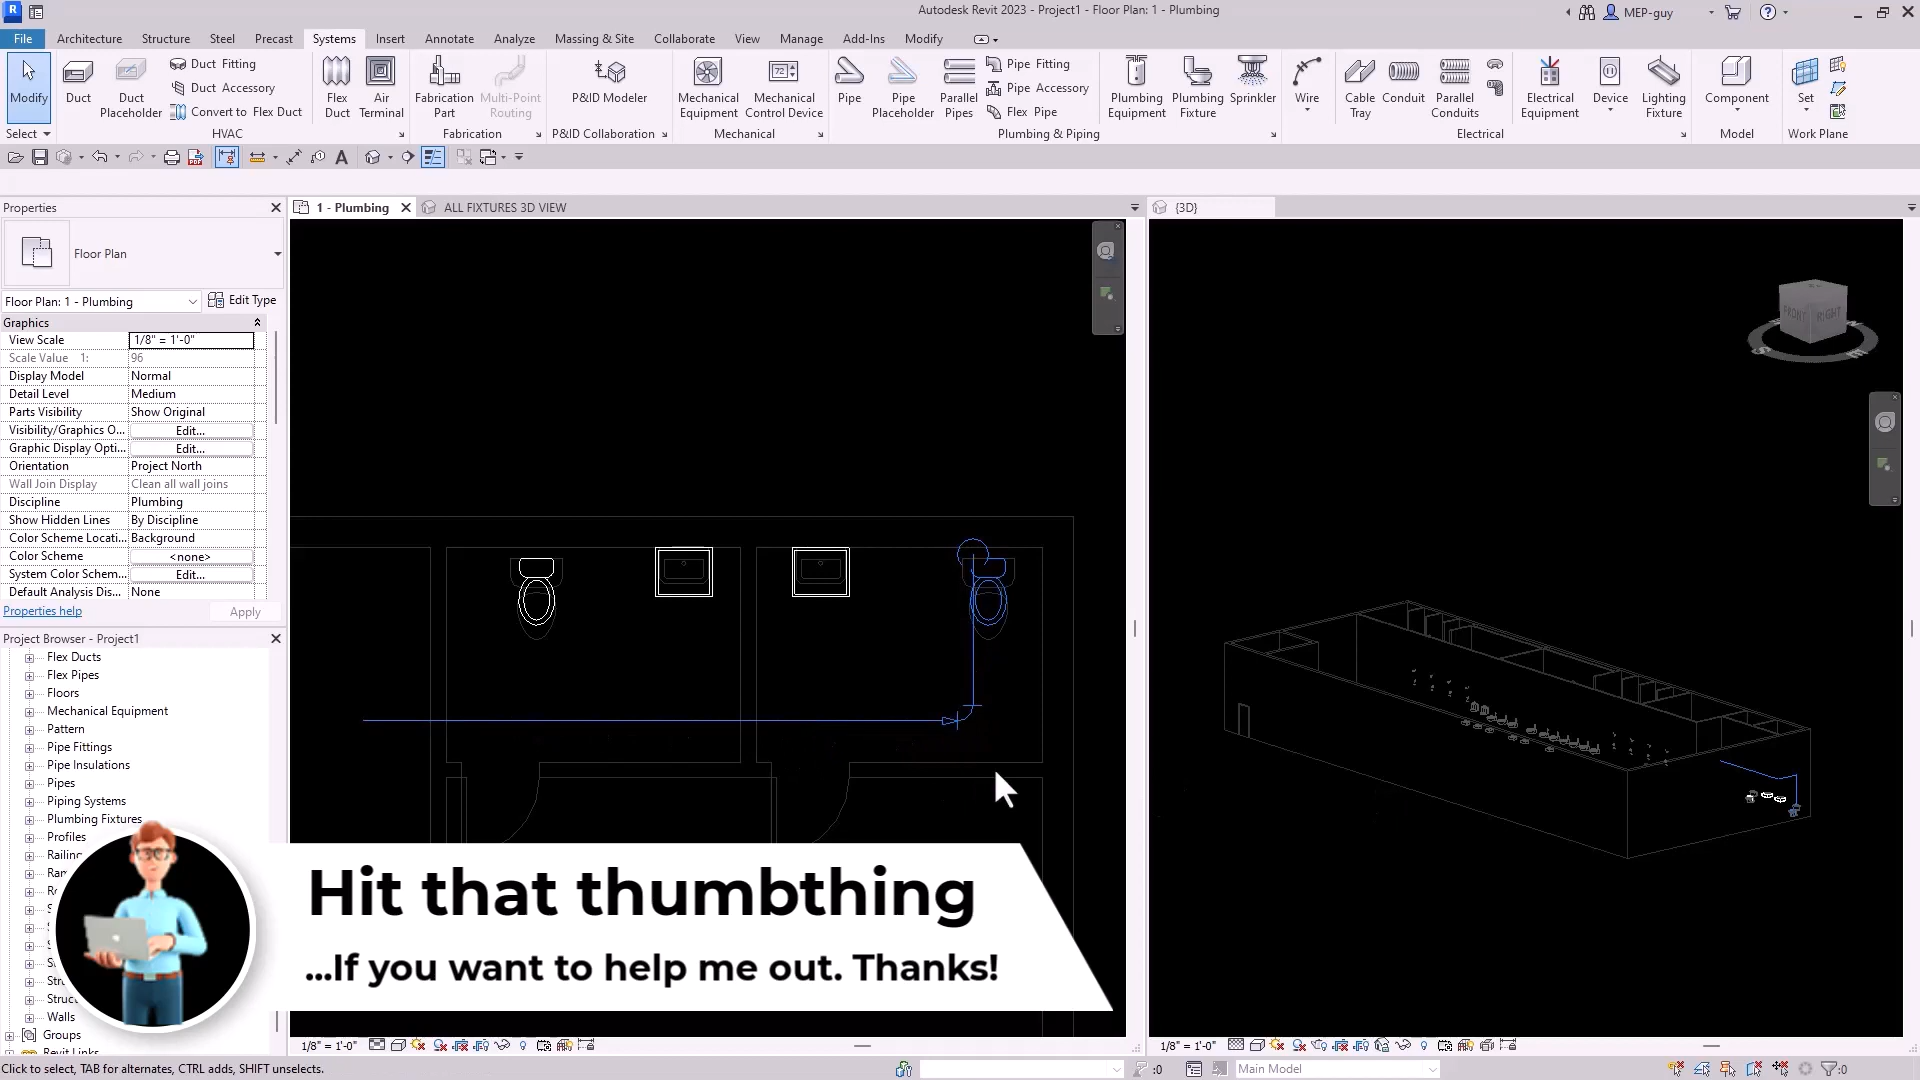 Autodesk Revit 2023 - Project1 - Floor Plan: 1 - Plumbing
MEP-guy
File Architecture Structure Steel Precast Systems Insert Annotate Analyze Massing & Site Collaborate View Manage Add-Ins Modify
Modify
Select
Duct
Duct Placeholder
Duct Fitting
Duct Accessory
Convert to Flex Duct
Flex Duct
Air Terminal
HVAC
Fabrication Part
Multi-Point Routing
Fabrication
P&ID Modeler
P&ID Collaboration
Mechanical Equipment
Mechanical Control Device
Mechanical
Pipe
Pipe Placeholder
Parallel Pipes
Pipe Fitting
Pipe Accessory
Flex Pipe
Plumbing Equipment
Plumbing Fixture
Sprinkler
Plumbing & Piping
Wire
Cable Tray
Conduit
Parallel Conduits
Electrical Equipment
Device
Lighting Fixture
Electrical
Component
Model
Set
Work Plane
Properties
Floor Plan
Floor Plan: 1 - Plumbing
Edit Type
Graphics
View Scale 1/8" = 1'-0"
Scale Value 1: 96
Display Model Normal
Detail Level Medium
Parts Visibility Show Original
Visibility/Graphics O... Edit...
Graphic Display Opti... Edit...
Orientation Project North
Wall Join Display Clean all wall joins
Discipline Plumbing
Show Hidden Lines By Discipline
Color Scheme Locati... Background
Color Scheme <none>
System Color Schem... Edit...
Default Analysis Dis... None
Properties help
Apply
Project Browser - Project1
Flex Ducts
Flex Pipes
Floors
Mechanical Equipment
Pattern
Pipe Fittings
Pipe Insulations
Pipes
Piping Systems
Plumbing Fixtures
Profiles
Walls
Groups
Revit Links
1 - Plumbing
ALL FIXTURES 3D VIEW
{3D}
FRONT
RIGHT
Hit that thumbthing
...If you want to help me out. Thanks!
1/8" = 1'-0"
1/8" = 1'-0"
Click to select, TAB for alternates, CTRL adds, SHIFT unselects.
:0
Main Model
:0